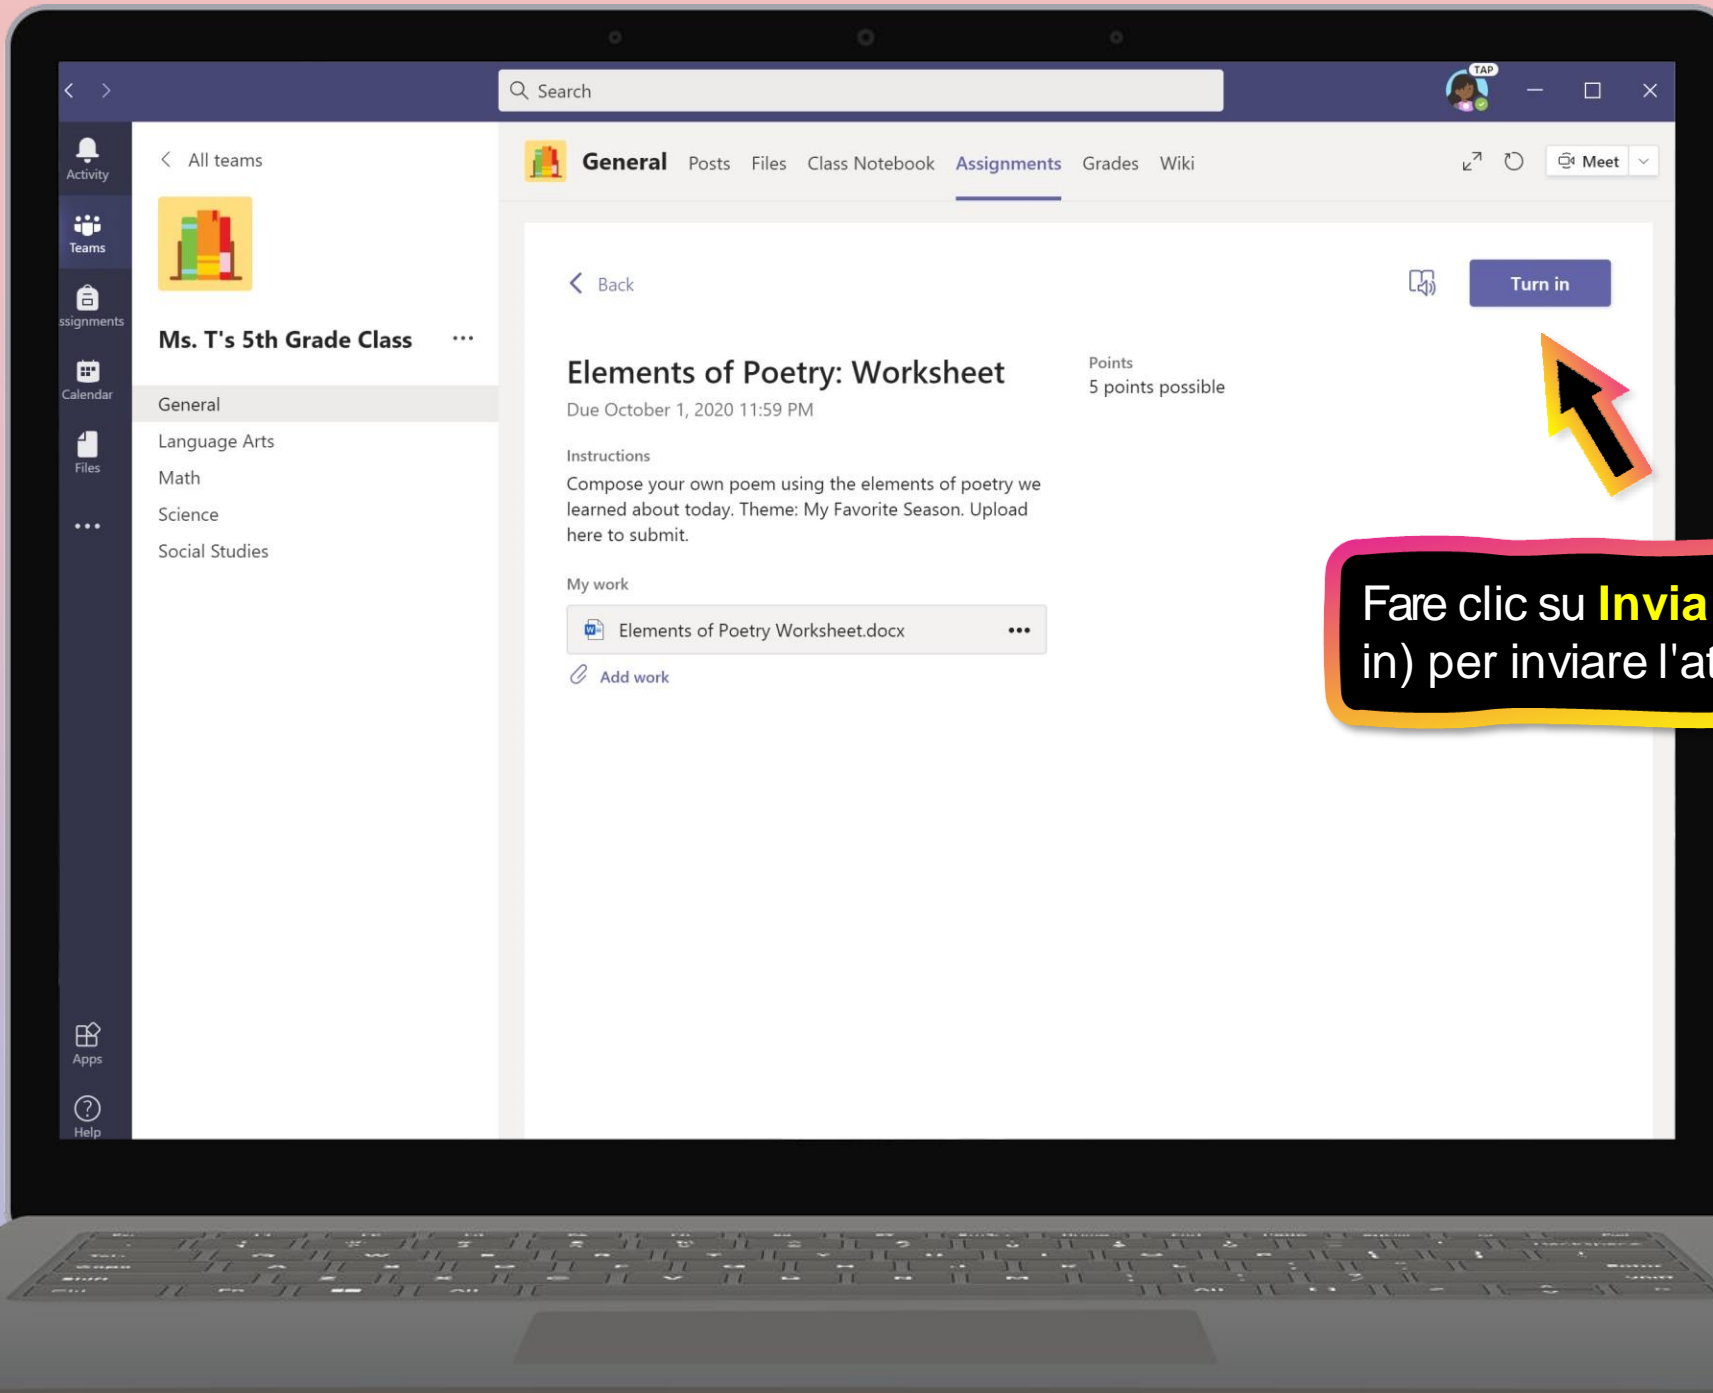 TAP
Search
Activity
Teams
ssignments
Calendar
Files
Apps
Help
All teams
Ms. T's 5th Grade Class
General
Language Arts
Math
Science
Social Studies
General Posts Files Class Notebook Assignments Grades Wiki
Meet
Back
Turn in
Elements of Poetry: Worksheet
Due October 1, 2020 11:59 PM
Points
5 points possible
Instructions
Compose your own poem using the elements of poetry we
learned about today. Theme: My Favorite Season. Upload
here to submit.
My work
Elements of Poetry Worksheet.docx
Add work
Fare clic su Invia
in) per inviare l'at